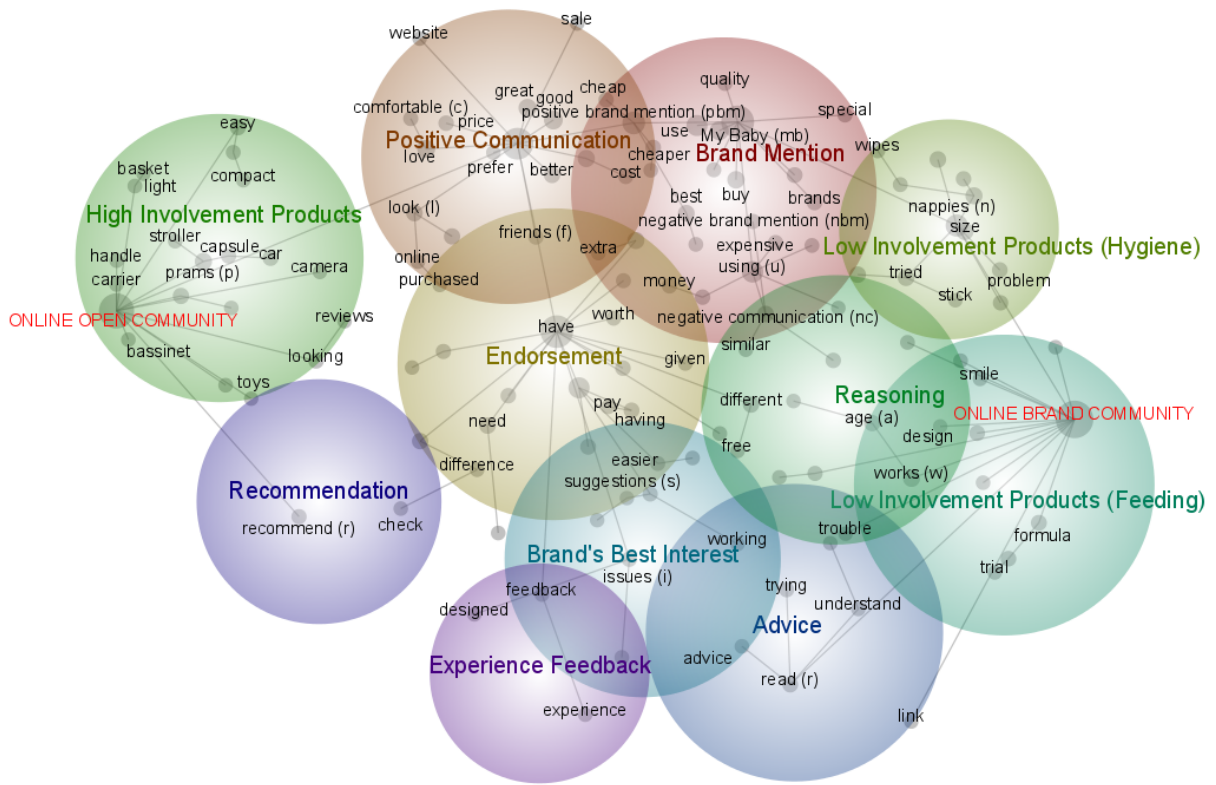 sale
website
quality
cheap
great
good
comfortable (c)
price
positive brand mention (pbm)
special
easy
use
My Baby (mb)
Positive Communication
wipes
love
cheaper
Brand Mention
basket
prefer
better
cost
light
compact
buy
best
brands
nappies (n)
High Involvement Products
look (l)
negative brand mention (nbm)
size
stroller
friends (f)
capsule
extra
expensive
Low Involvement Products (Hygiene)
handle
car
online
using (u)
prams (p)
camera
tried
carrier
purchased
money
problem
stick
ONLINE OPEN COMMUNITY
reviews
worth
negative communication (nc)
have
bassinet
looking
Endorsement
similar
given
toys
smile
Reasoning
different
pay
ONLINE BRAND COMMUNITY
need
having
age (a)
free
design
difference
easier
suggestions (s)
works (w)
Recommendation
Low Involvement Products (Feeding)
recommend (r)
check
trouble
formula
working
Brand's Best Interest
trial
issues (i)
feedback
trying
designed
understand
Advice
advice
Experience Feedback
read (r)
experience
link